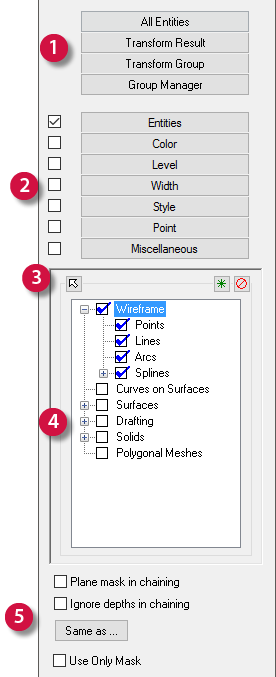 All Entities
1
Transform Result
Transform Group
Group Manager
Entities
Color
Level
2
Width
Style
Point
Miscellaneous
3
Wireframe
Points
Lines
Arcs
Splines
Curves on Surfaces
Surfaces
4
Drafting
Solids
Polygonal Meshes
Plane mask in chaining
Ignore depths in chaining
5
Same as ...
Use Only Mask